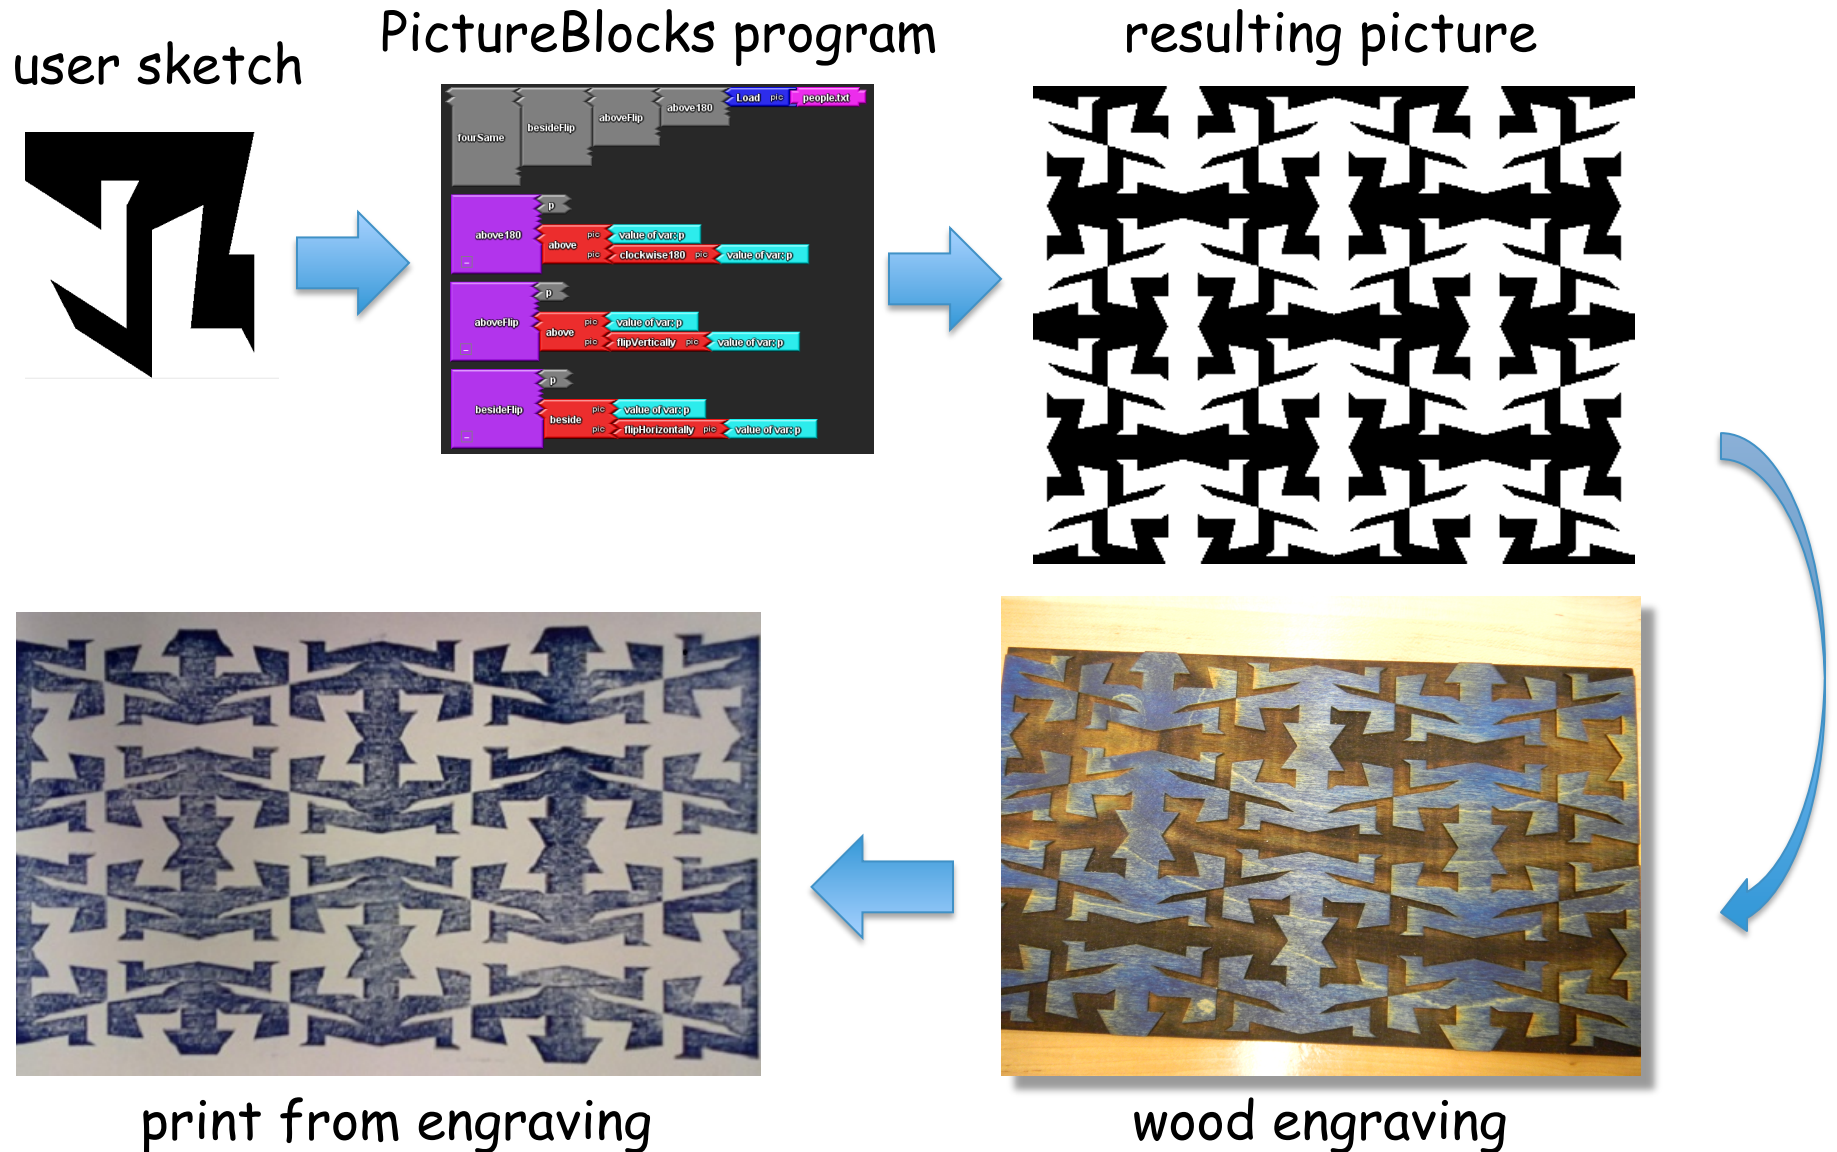 user sketch
PictureBlocks program
resulting picture
fourSame
besideFlip
aboveFlip
above180
Load pic people.txt
p
above180
above
pic value of var: p
pic clockwise180 pic value of var: p
–
p
aboveFlip
above
pic value of var: p
pic flipVertically pic value of var: p
–
p
besideFlip
beside
pic value of var: p
pic flipHorizontally pic value of var: p
–
print from engraving
wood engraving